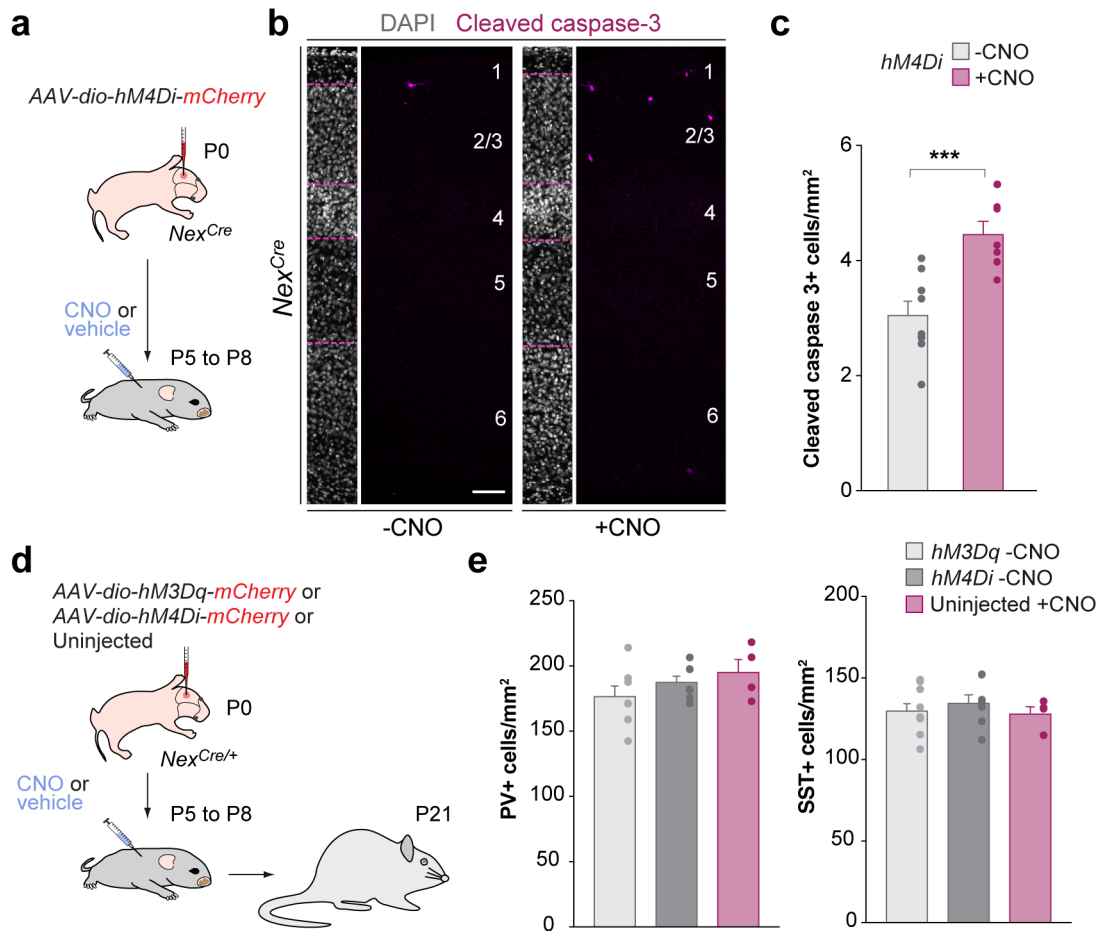 a
AAV-dio-hM4Di-mCherry
P0
Nex^Cre
CNO or
vehicle
P5 to P8
b
DAPI Cleaved caspase-3
Nex^Cre
1
2/3
4
5
6
1
2/3
4
5
6
-CNO
+CNO
c
hM4Di
-CNO
+CNO
Cleaved caspase 3+ cells/mm²
6
4
2
0
***
d
AAV-dio-hM3Dq-mCherry or
AAV-dio-hM4Di-mCherry or
Uninjected
P0
Nex^Cre/+
CNO or
vehicle
P5 to P8
P21
e
hM3Dq -CNO
hM4Di -CNO
Uninjected +CNO
PV+ cells/mm²
250
200
150
100
50
0
SST+ cells/mm²
200
150
100
50
0